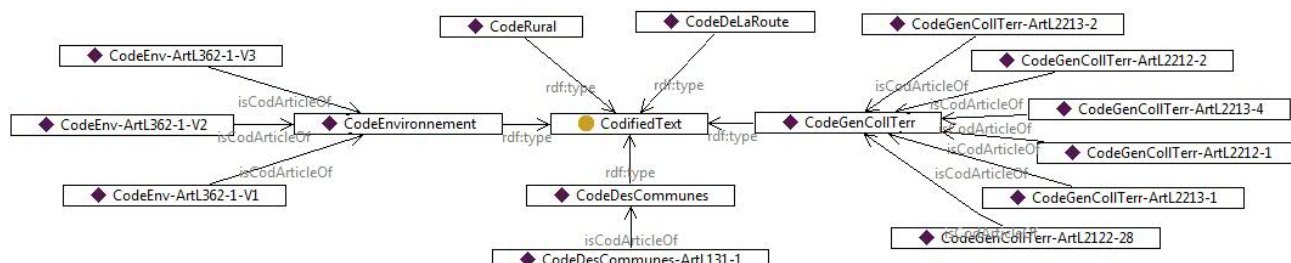 CodeRural
CodeDeLaRoute
CodeGenCollTerr-ArtL2213-2
CodeEnv-ArtL362-1-V3
CodeGenCollTerr-ArtL2212-2
isCodArticleOf
rdf:type
rdf:type
isCodArticleOf
isCodArticleOf
isCodArticleOf
CodeGenCollTerr-ArtL2213-4
CodeEnv-ArtL362-1-V2
isCodArticleOf
CodeEnvironnement
rdf:type
CodifiedText
rdf:type
CodeGenCollTerr
isCodArticleOf
isCodArticleOf
CodeGenCollTerr-ArtL2212-1
isCodArticleOf
rdf:type
isCodArticleOf
CodeEnv-ArtL362-1-V1
CodeDesCommunes
CodeGenCollTerr-ArtL2213-1
isCodArticleOf
CodeGenCollTerr-ArtL2122-28
CodeDesCommunes-ArtL131-1